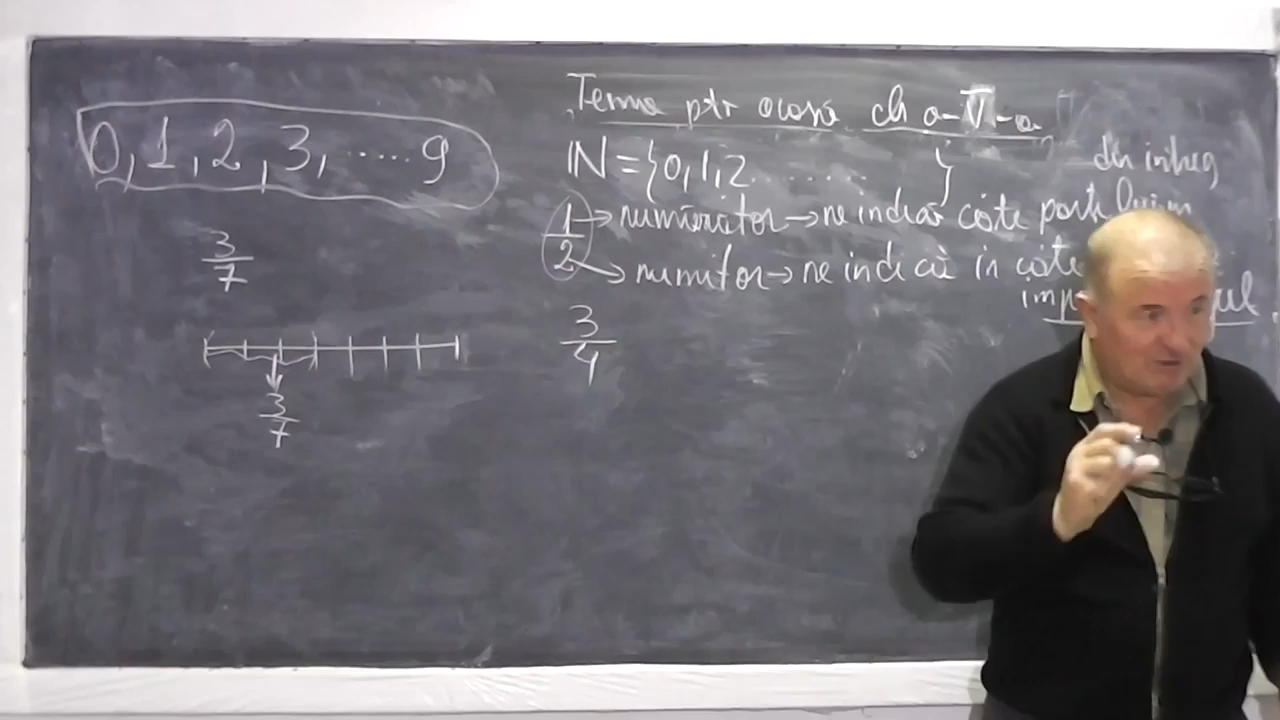 0, 1, 2, 3, ..... 9
3/7
3/7
Tema ptr acasă cls a-V-a
IN = {0, 1, 2 ........ }
1/2
→ numărător → ne indică câte părți luăm din întreg
→ numitor → ne indică în câte
3/4